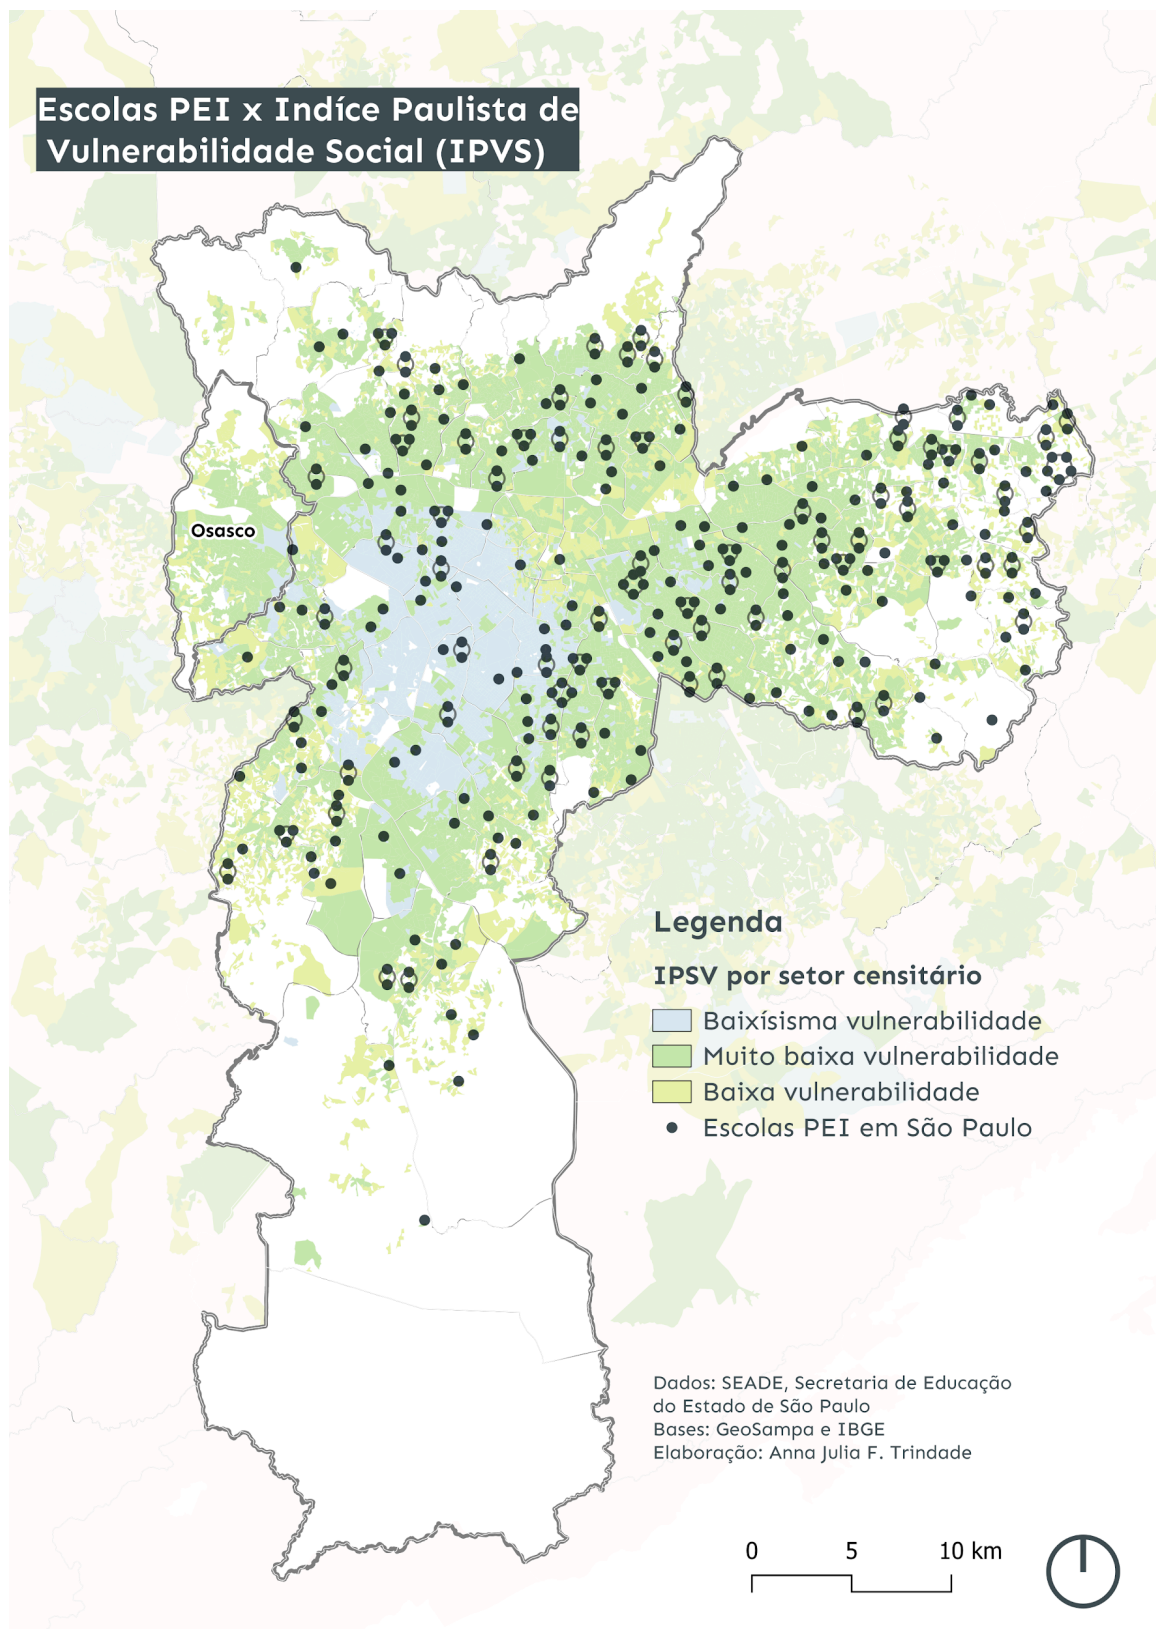 Escolas PEI x Indíce Paulista de
Vulnerabilidade Social (IPVS)
Osasco
Legenda
IPSV por setor censitário
Baixísisma vulnerabilidade
Muito baixa vulnerabilidade
Baixa vulnerabilidade
Escolas PEI em São Paulo
Dados: SEADE, Secretaria de Educação
do Estado de São Paulo
Bases: GeoSampa e IBGE
Elaboração: Anna Julia F. Trindade
0 5 10 km